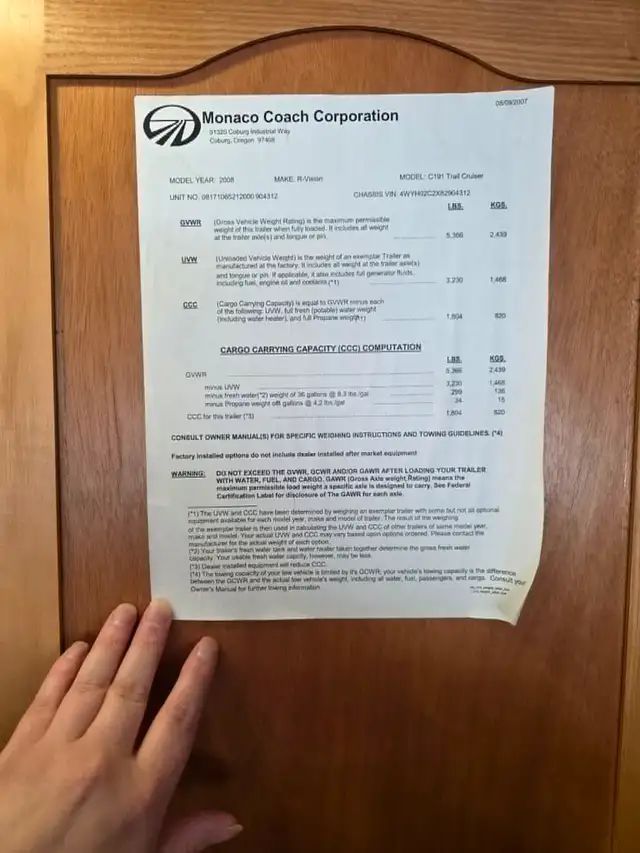 Monaco Coach Corporation
08/09/2007
91320 Coburg Industrial Way
Coburg, Oregon 97408
MODEL YEAR: 2008 MAKE: R-Vision MODEL: C191 Trail Cruiser
UNIT NO: 08171065212000 904312 CHASSIS VIN: 4WYH02C2X82904312
LBS. KGS.
GVWR (Gross Vehicle Weight Rating) is the maximum permissible
weight of this trailer when fully loaded. It includes all weight
at the trailer axle(s) and tongue or pin. 5,366 2,439
UVW (Unloaded Vehicle Weight) is the weight of an exemplar Trailer as
manufactured at the factory. It includes all weight at the trailer axle(s)
and tongue or pin. If applicable, it also includes full generator fluids,
including fuel, engine oil and coolants (*1) 3,230 1,468
CCC (Cargo Carrying Capacity) is equal to GVWR minus each
of the following: UVW, full fresh (potable) water weight
(including water heater), and full Propane weight(*1) 1,804 820
CARGO CARRYING CAPACITY (CCC) COMPUTATION
LBS. KGS.
GVWR 5,366 2,439
minus UVW 3,230 1,468
minus fresh water(*2) weight of 36 gallons @ 8.3 lbs./gal 299 136
minus Propane weight of 8 gallons @ 4.2 lbs./gal 34 15
CCC for this trailer (*3) 1,804 820
CONSULT OWNER MANUAL(S) FOR SPECIFIC WEIGHING INSTRUCTIONS AND TOWING GUIDELINES. (*4)
Factory installed options do not include dealer installed after market equipment
WARNING: DO NOT EXCEED THE GVWR, GCWR AND/OR GAWR AFTER LOADING YOUR TRAILER
WITH WATER, FUEL, AND CARGO. GAWR (Gross Axle weight Rating) means the
maximum permissible load weight a specific axle is designed to carry. See Federal
Certification Label for disclosure of The GAWR for each axle.
(*1) The UVW and CCC have been determined by weighing an exemplar trailer with some but not all optional
equipment available for each model year, make and model of trailer. The result of the weighing
of the exemplar trailer is then used in calculating the UVW and CCC of other trailers of same model year,
make and model. Your actual UVW and CCC may vary based upon options ordered. Please contact the
manufacturer for the actual weight of each option.
(*2) Your trailer's fresh water tank and water heater taken together determine the gross fresh water
capacity. Your usable fresh water capcity, however, may be less.
(*3) Dealer installed equipment will reduce CCC.
(*4) The towing capacity of your tow vehicle is limited by its GCWR; your vehicle's towing capacity is the difference
between the GCWR and the actual tow vehicle's weight, including all water, fuel, passengers, and cargo. Consult you
Owner's Manual for further towing information.